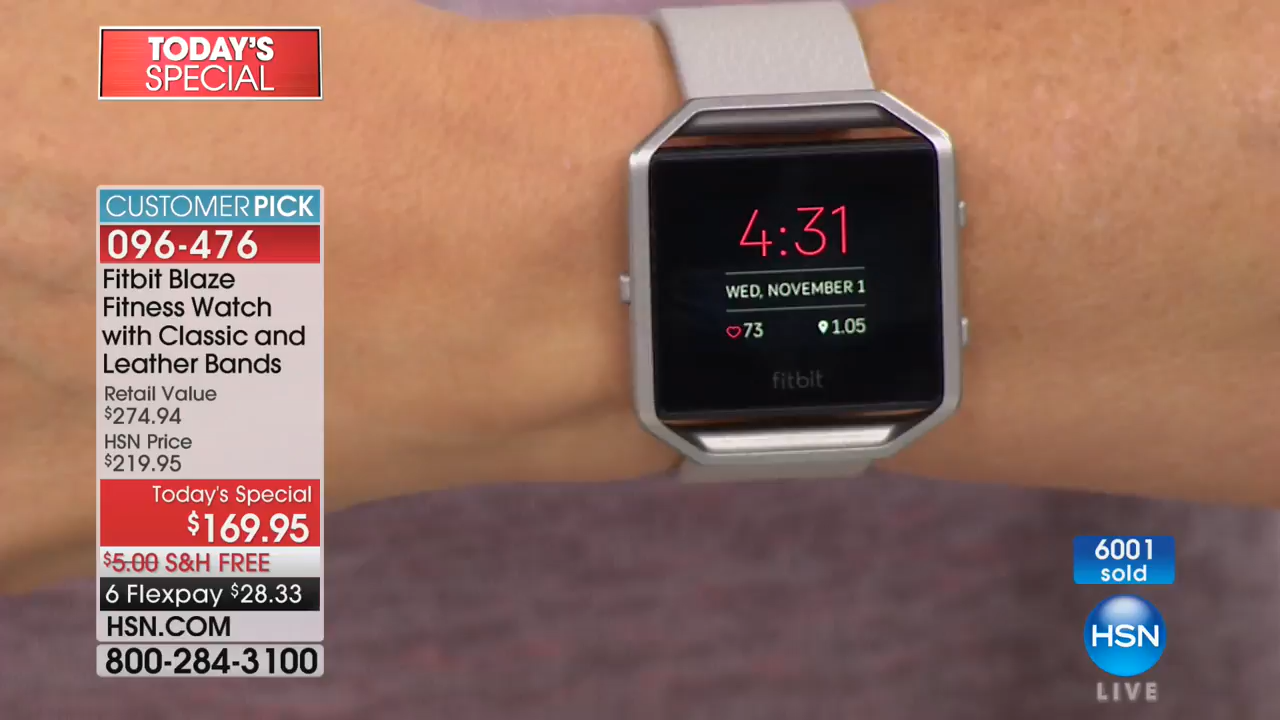 TODAY'S
SPECIAL
CUSTOMER PICK
096-476
Fitbit Blaze
Fitness Watch
with Classic and
Leather Bands
Retail Value
$274.94
HSN Price
$219.95
Today's Special
$169.95
$5.00 S&H FREE
6 Flexpay $28.33
HSN.COM
800-284-3100
4:31
WED, NOVEMBER 1
73 1.05
fitbit
6001
sold
HSN
LIVE